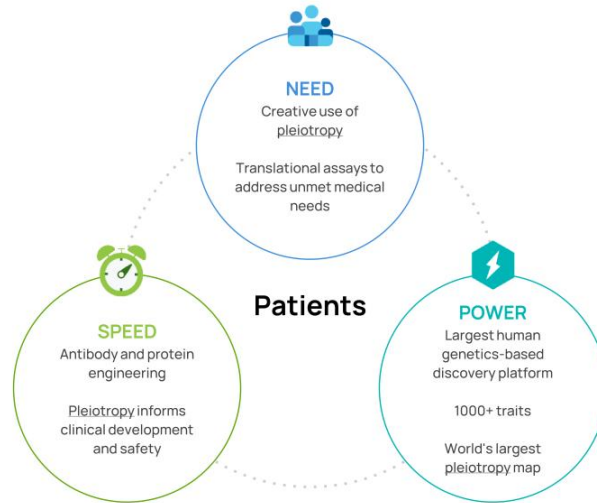 NEED
Creative use of
pleiotropy
Translational assays to
address unmet medical
needs
Patients
SPEED
Antibody and protein
engineering
Pleiotropy informs
clinical development
and safety
POWER
Largest human
genetics-based
discovery platform
1000+ traits
World's largest
pleiotropy map